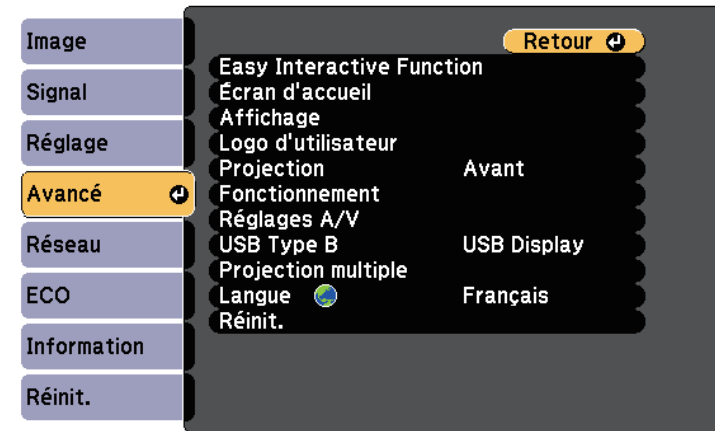 Image
Signal
Réglage
Avancé
Réseau
ECO
Information
Réinit.
Retour
Easy Interactive Function
Écran d'accueil
Affichage
Logo d'utilisateur
Projection Avant
Fonctionnement
Réglages A/V
USB Type B USB Display
Projection multiple
Langue Français
Réinit.